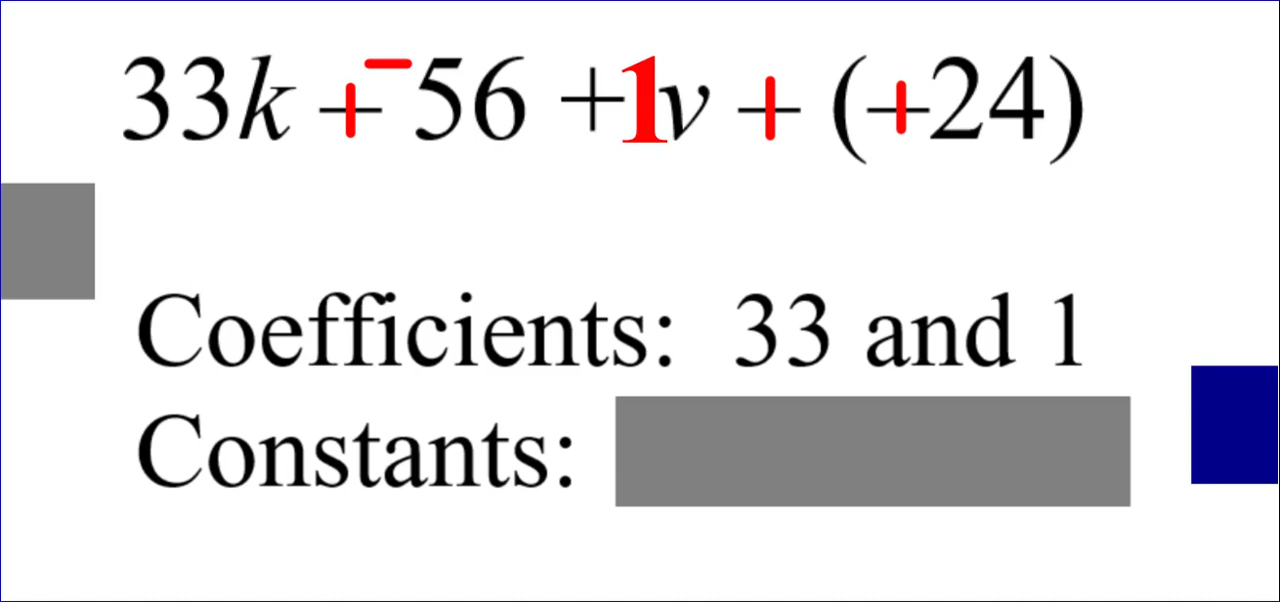 33k + ⁻56 + 1v + (+24)
Coefficients: 33 and 1
Constants: